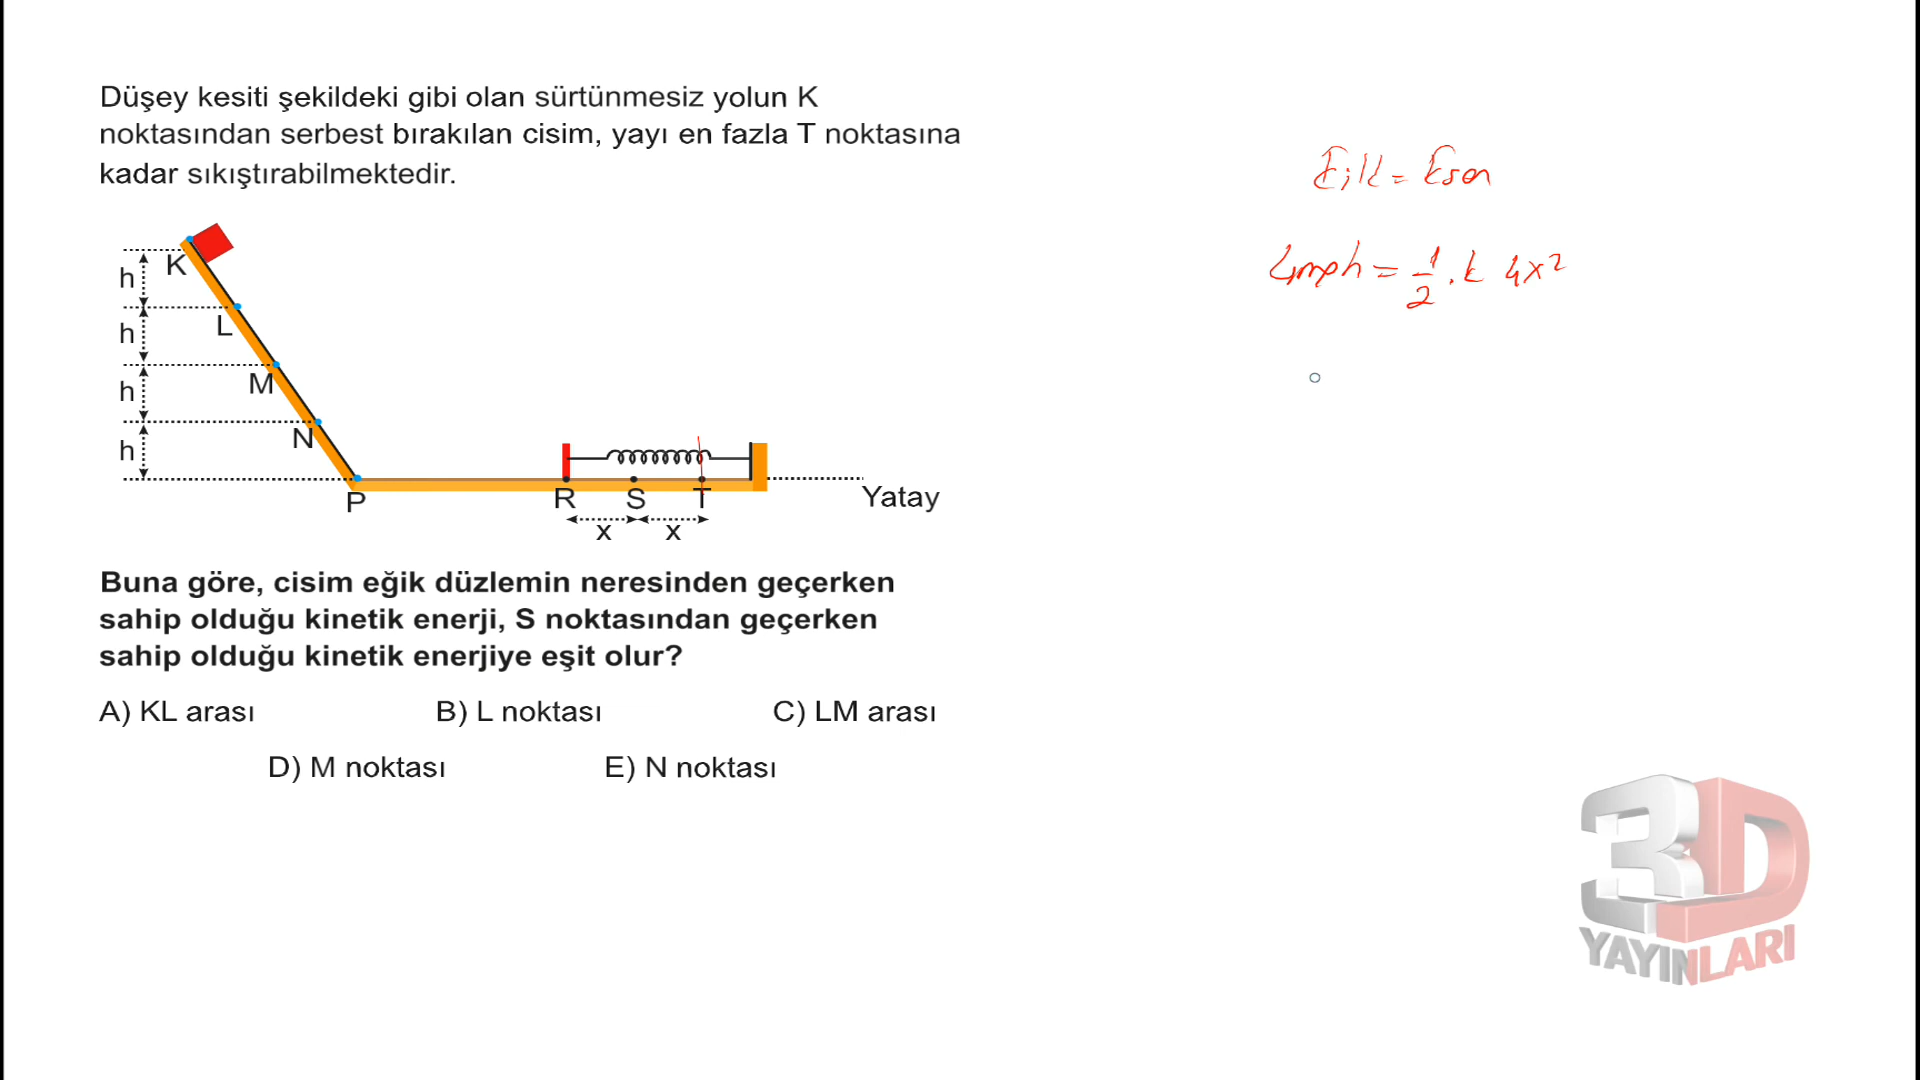 Düşey kesiti şekildeki gibi olan sürtünmesiz yolun K
noktasından serbest bırakılan cisim, yayı en fazla T noktasına
kadar sıkıştırabilmektedir.
K
h
L
h
M
h
N
h
P
R
S
T
Yatay
x
x
Buna göre, cisim eğik düzlemin neresinden geçerken
sahip olduğu kinetik enerji, S noktasından geçerken
sahip olduğu kinetik enerjiye eşit olur?
A) KL arası
B) L noktası
C) LM arası
D) M noktası
E) N noktası
Eilk = Eson
4mgh = 1/2 . k 4x²
3D
YAYINLARI